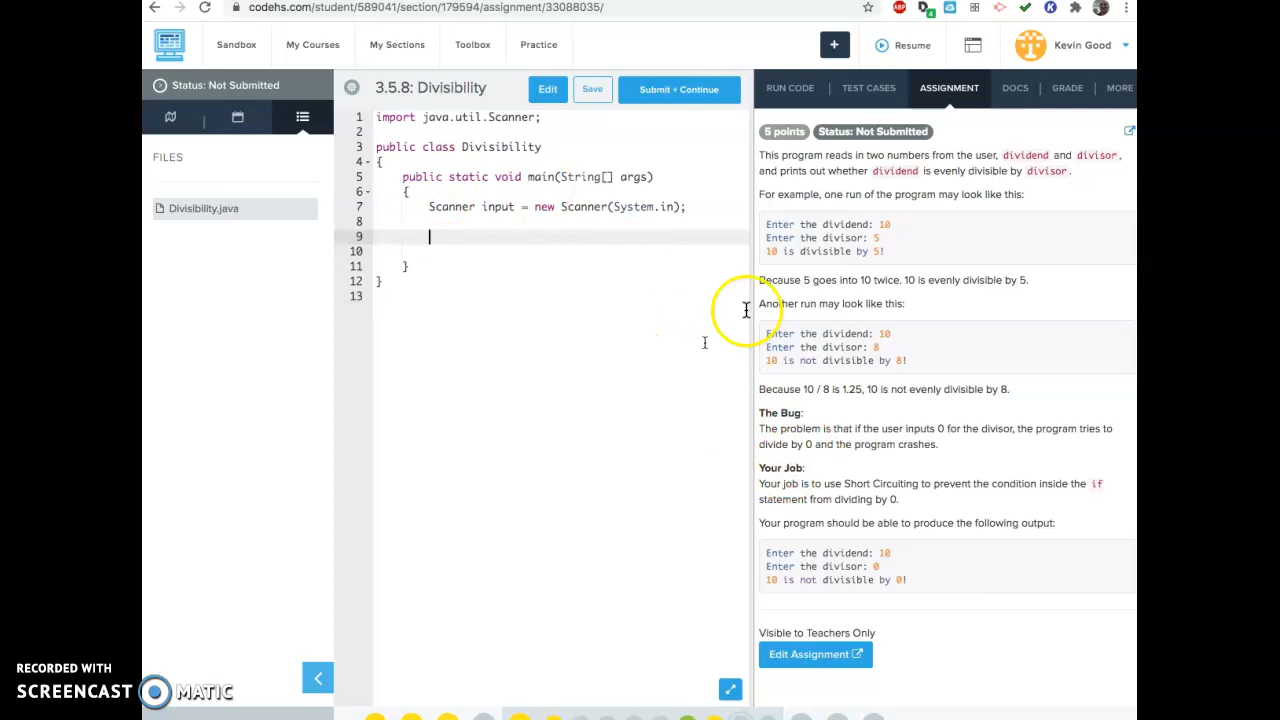 codehs.com/student/589041/section/179594/assignment/33088035/
ABP
4
K
Sandbox
My Courses
My Sections
Toolbox
Practice
+
Resume
Kevin Good
Status: Not Submitted
3.5.8: Divisibility
Edit
Save
Submit + Continue
RUN CODE
TEST CASES
ASSIGNMENT
DOCS
GRADE
MORE
FILES
Divisibility.java
1 import java.util.Scanner;
2
3 public class Divisibility
4 {
5 public static void main(String[] args)
6 {
7 Scanner input = new Scanner(System.in);
8
9
10
11 }
12 }
13
5 points Status: Not Submitted
This program reads in two numbers from the user, dividend and divisor,
and prints out whether dividend is evenly divisible by divisor.
For example, one run of the program may look like this:
Enter the dividend: 10
Enter the divisor: 5
10 is divisible by 5!
Because 5 goes into 10 twice. 10 is evenly divisible by 5.
Another run may look like this:
Enter the dividend: 10
Enter the divisor: 8
10 is not divisible by 8!
Because 10 / 8 is 1.25, 10 is not evenly divisible by 8.
The Bug:
The problem is that if the user inputs 0 for the divisor, the program tries to
divide by 0 and the program crashes.
Your Job:
Your job is to use Short Circuiting to prevent the condition inside the if
statement from dividing by 0.
Your program should be able to produce the following output:
Enter the dividend: 10
Enter the divisor: 0
10 is not divisible by 0!
Visible to Teachers Only
Edit Assignment
RECORDED WITH
SCREENCAST MATIC